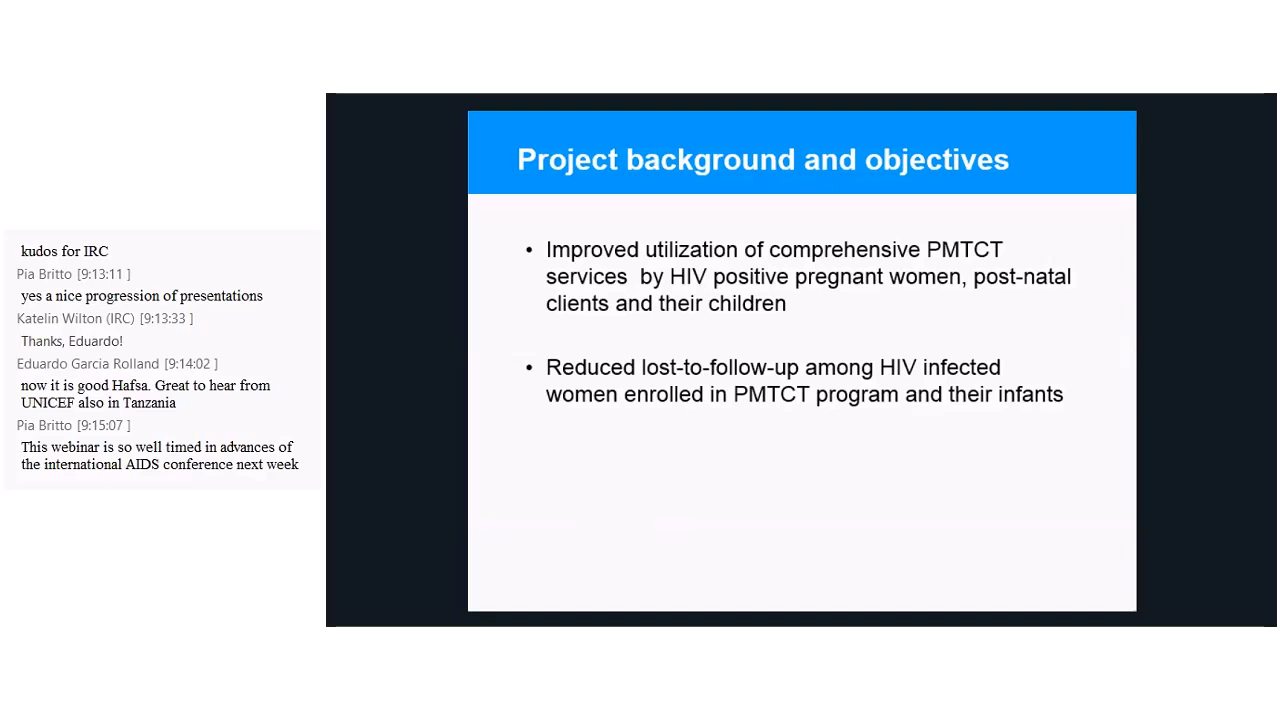 kudos for IRC
Pia Britto [9:13:11 ]
yes a nice progression of presentations
Katelin Wilton (IRC) [9:13:33 ]
Thanks, Eduardo!
Eduardo Garcia Rolland [9:14:02 ]
now it is good Hafsa. Great to hear from
UNICEF also in Tanzania
Pia Britto [9:15:07 ]
This webinar is so well timed in advances of
the international AIDS conference next week
Project background and objectives
• Improved utilization of comprehensive PMTCT
services by HIV positive pregnant women, post-natal
clients and their children
• Reduced lost-to-follow-up among HIV infected
women enrolled in PMTCT program and their infants